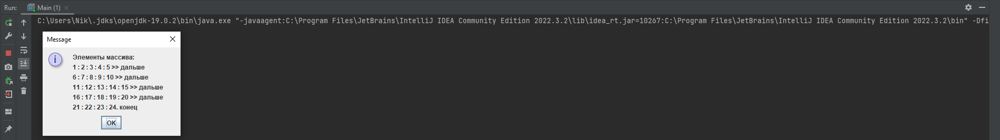 Run: Main (1)
C:\Users\Nik\.jdks\openjdk-19.0.2\bin\java.exe "-javaagent:C:\Program Files\JetBrains\IntelliJ IDEA Community Edition 2022.3.2\lib\idea_rt.jar=10267:C:\Program Files\JetBrains\IntelliJ IDEA Community Edition 2022.3.2\bin" -Dfi
Message
Элементы массива:
1 : 2 : 3 : 4 : 5 >> дальше
6 : 7 : 8 : 9 : 10 >> дальше
11 : 12 : 13 : 14 : 15 >> дальше
16 : 17 : 18 : 19 : 20 >> дальше
21 : 22 : 23 : 24. конец
OK